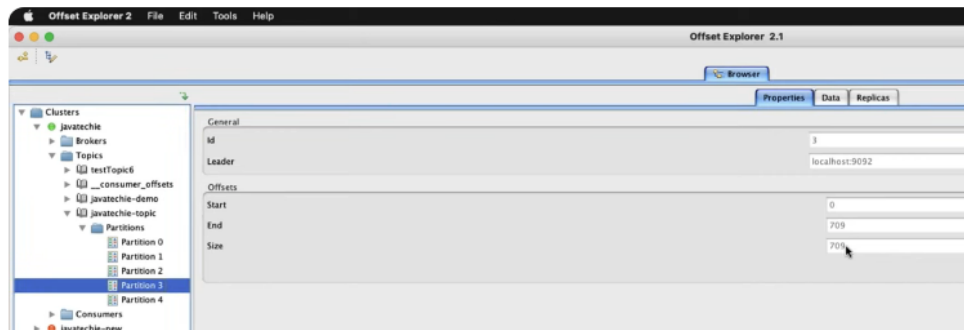 Offset Explorer 2 File Edit Tools Help
Offset Explorer 2.1
Browser
Properties Data Replicas
Clusters
javatechie
Brokers
Topics
testTopic6
__consumer_offsets
javatechie-demo
javatechie-topic
Partitions
Partition 0
Partition 1
Partition 2
Partition 3
Partition 4
Consumers
javatechie-new
General
Id 3
Leader localhost:9092
Offsets
Start 0
End 709
Size 709